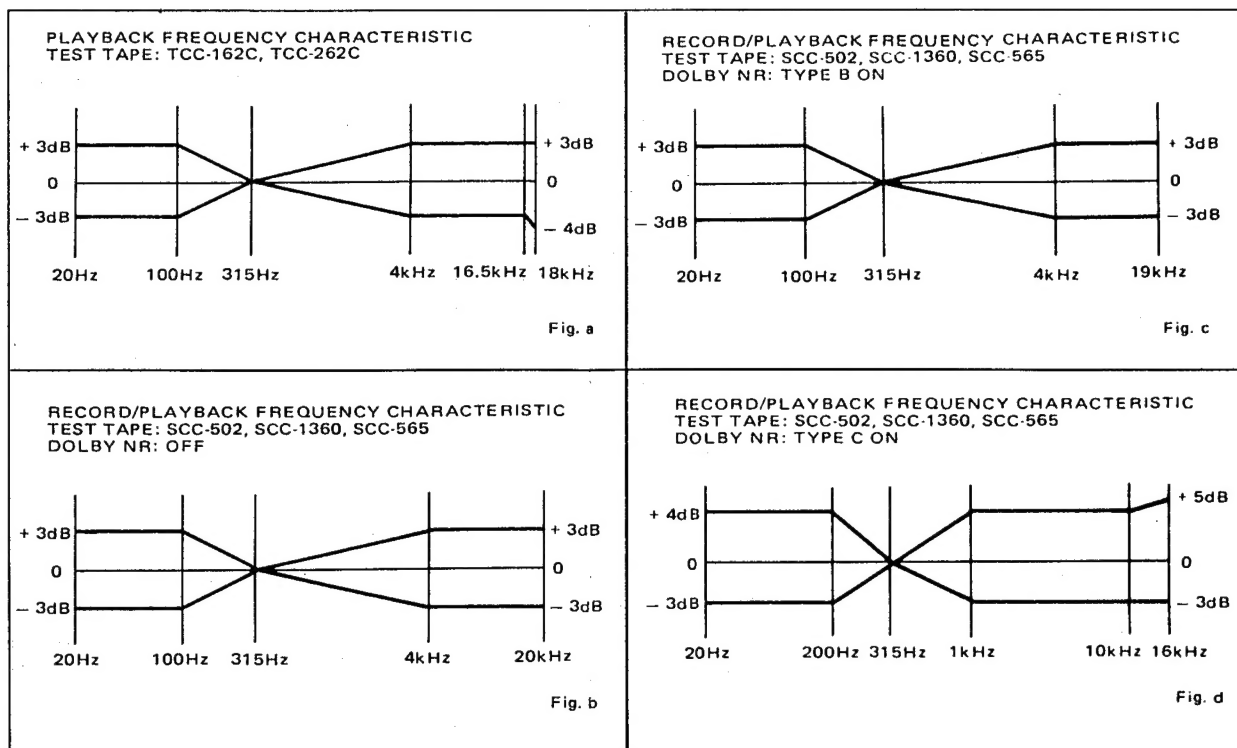 PLAYBACK FREQUENCY CHARACTERISTIC
TEST TAPE: TCC-162C, TCC-262C
+ 3dB
0
− 3dB
+ 3dB
0
− 4dB
20Hz 100Hz 315Hz 4kHz 16.5kHz 18kHz
Fig. a
RECORD/PLAYBACK FREQUENCY CHARACTERISTIC
TEST TAPE: SCC-502, SCC-1360, SCC-565
DOLBY NR: TYPE B ON
+ 3dB
0
− 3dB
+ 3dB
0
− 3dB
20Hz 100Hz 315Hz 4kHz 19kHz
Fig. c
RECORD/PLAYBACK FREQUENCY CHARACTERISTIC
TEST TAPE: SCC-502, SCC-1360, SCC-565
DOLBY NR: OFF
+ 3dB
0
− 3dB
+ 3dB
0
− 3dB
20Hz 100Hz 315Hz 4kHz 20kHz
Fig. b
RECORD/PLAYBACK FREQUENCY CHARACTERISTIC
TEST TAPE: SCC-502, SCC-1360, SCC-565
DOLBY NR: TYPE C ON
+ 4dB
0
− 3dB
+ 5dB
0
− 3dB
20Hz 200Hz 315Hz 1kHz 10kHz 16kHz
Fig. d